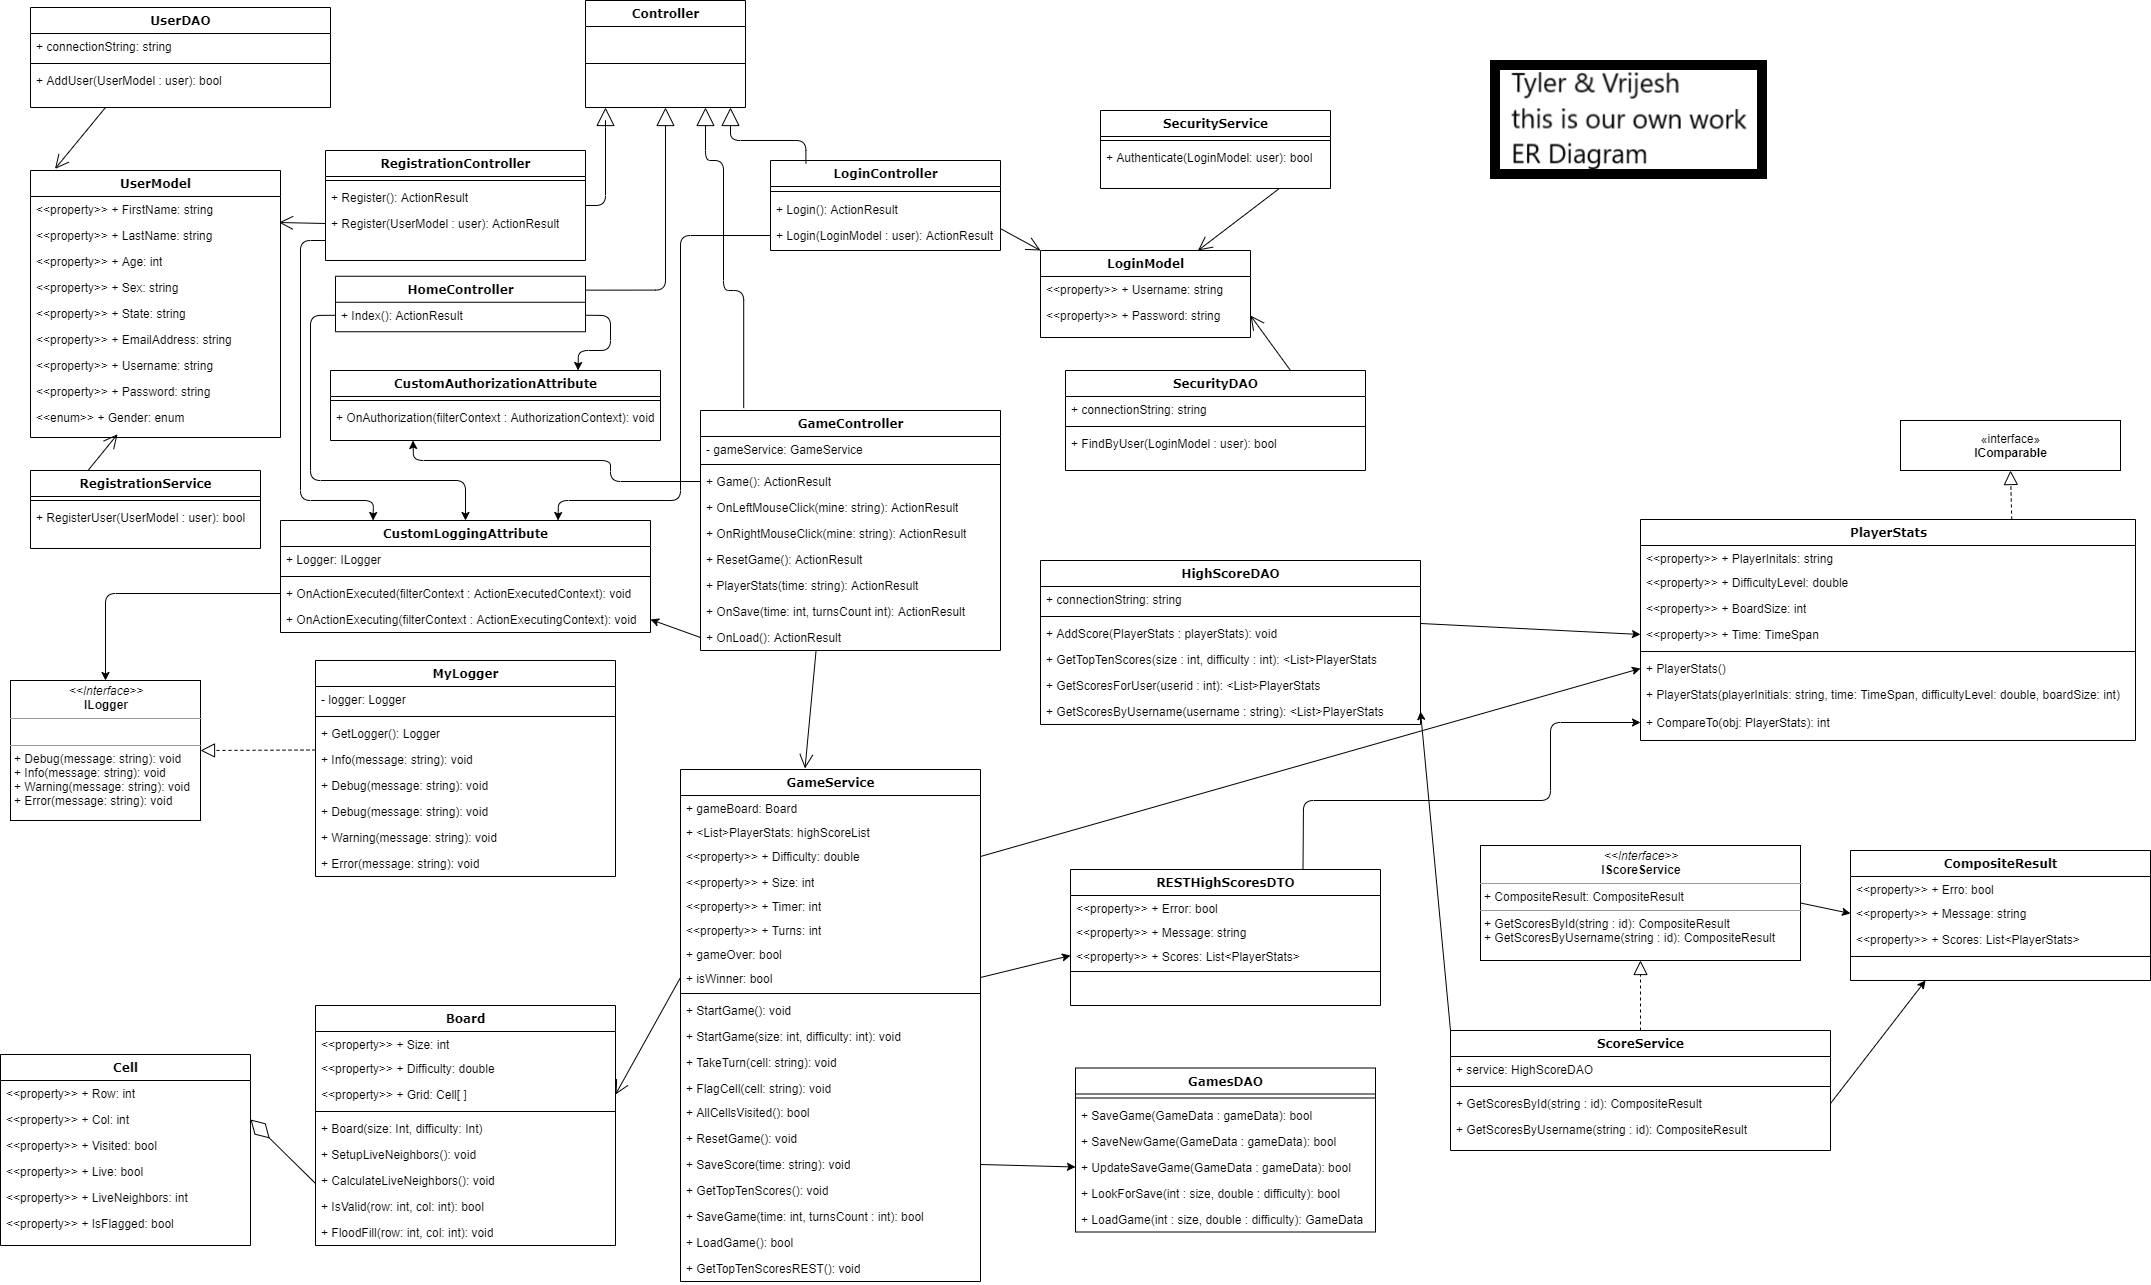 UserDAO
+ connectionString: string
+ AddUser(UserModel : user): bool
Controller
Tyler & Vrijesh
this is our own work
ER Diagram
UserModel
<<property>> + FirstName: string
<<property>> + LastName: string
<<property>> + Age: int
<<property>> + Sex: string
<<property>> + State: string
<<property>> + EmailAddress: string
<<property>> + Username: string
<<property>> + Password: string
<<enum>> + Gender: enum
RegistrationController
+ Register(): ActionResult
+ Register(UserModel : user): ActionResult
LoginController
+ Login(): ActionResult
+ Login(LoginModel : user): ActionResult
SecurityService
+ Authenticate(LoginModel: user): bool
HomeController
+ Index(): ActionResult
LoginModel
<<property>> + Username: string
<<property>> + Password: string
CustomAuthorizationAttribute
+ OnAuthorization(filterContext : AuthorizationContext): void
SecurityDAO
+ connectionString: string
+ FindByUser(LoginModel : user): bool
GameController
- gameService: GameService
+ Game(): ActionResult
+ OnLeftMouseClick(mine: string): ActionResult
+ OnRightMouseClick(mine: string): ActionResult
+ ResetGame(): ActionResult
+ PlayerStats(time: string): ActionResult
+ OnSave(time: int, turnsCount int): ActionResult
+ OnLoad(): ActionResult
«interface»
IComparable
RegistrationService
+ RegisterUser(UserModel : user): bool
CustomLoggingAttribute
+ Logger: ILogger
+ OnActionExecuted(filterContext : ActionExecutedContext): void
+ OnActionExecuting(filterContext : ActionExecutingContext): void
PlayerStats
<<property>> + PlayerInitals: string
<<property>> + DifficultyLevel: double
<<property>> + BoardSize: int
<<property>> + Time: TimeSpan
+ PlayerStats()
+ PlayerStats(playerInitials: string, time: TimeSpan, difficultyLevel: double, boardSize: int)
+ CompareTo(obj: PlayerStats): int
HighScoreDAO
+ connectionString: string
+ AddScore(PlayerStats : playerStats): void
+ GetTopTenScores(size : int, difficulty : int): <List>PlayerStats
+ GetScoresForUser(userid : int): <List>PlayerStats
+ GetScoresByUsername(username : string): <List>PlayerStats
<<Interface>>
ILogger
+ Debug(message: string): void
+ Info(message: string): void
+ Warning(message: string): void
+ Error(message: string): void
MyLogger
- logger: Logger
+ GetLogger(): Logger
+ Info(message: string): void
+ Debug(message: string): void
+ Debug(message: string): void
+ Warning(message: string): void
+ Error(message: string): void
GameService
+ gameBoard: Board
+ <List>PlayerStats: highScoreList
<<property>> + Difficulty: double
<<property>> + Size: int
<<property>> + Timer: int
<<property>> + Turns: int
+ gameOver: bool
+ isWinner: bool
+ StartGame(): void
+ StartGame(size: int, difficulty: int): void
+ TakeTurn(cell: string): void
+ FlagCell(cell: string): void
+ AllCellsVisited(): bool
+ ResetGame(): void
+ SaveScore(time: string): void
+ GetTopTenScores(): void
+ SaveGame(time: int, turnsCount : int): bool
+ LoadGame(): bool
+ GetTopTenScoresREST(): void
RESTHighScoresDTO
<<property>> + Error: bool
<<property>> + Message: string
<<property>> + Scores: List<PlayerStats>
<<Interface>>
IScoreService
+ CompositeResult: CompositeResult
+ GetScoresById(string : id): CompositeResult
+ GetScoresByUsername(string : id): CompositeResult
CompositeResult
<<property>> + Erro: bool
<<property>> + Message: string
<<property>> + Scores: List<PlayerStats>
Board
<<property>> + Size: int
<<property>> + Difficulty: double
<<property>> + Grid: Cell[ ]
+ Board(size: Int, difficulty: Int)
+ SetupLiveNeighbors(): void
+ CalculateLiveNeighbors(): void
+ IsValid(row: int, col: int): bool
+ FloodFill(row: int, col: int): void
Cell
<<property>> + Row: int
<<property>> + Col: int
<<property>> + Visited: bool
<<property>> + Live: bool
<<property>> + LiveNeighbors: int
<<property>> + IsFlagged: bool
GamesDAO
+ SaveGame(GameData : gameData): bool
+ SaveNewGame(GameData : gameData): bool
+ UpdateSaveGame(GameData : gameData): bool
+ LookForSave(int : size, double : difficulty): bool
+ LoadGame(int : size, double : difficulty): GameData
ScoreService
+ service: HighScoreDAO
+ GetScoresById(string : id): CompositeResult
+ GetScoresByUsername(string : id): CompositeResult